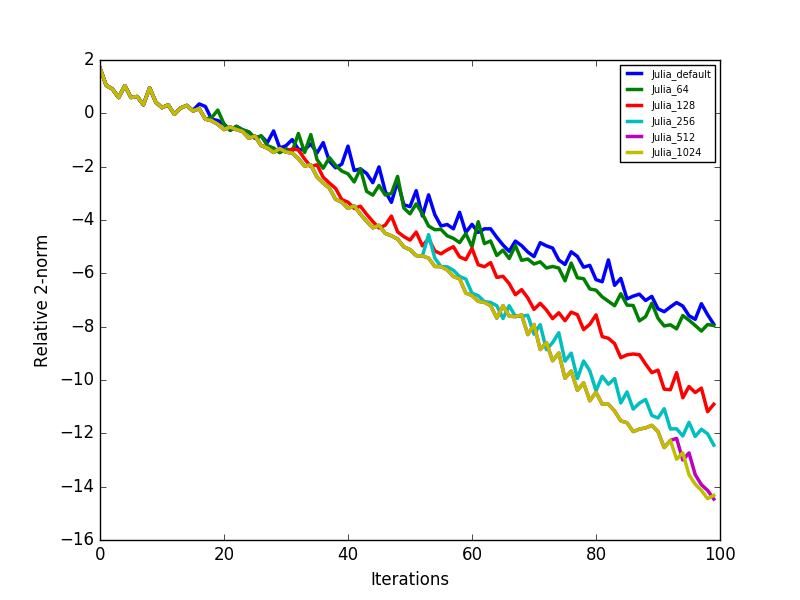 2
0
−2
−4
−6
−8
−10
−12
−14
−16
0 20 40 60 80 100
Relative 2-norm
Iterations
Julia_default
Julia_64
Julia_128
Julia_256
Julia_512
Julia_1024